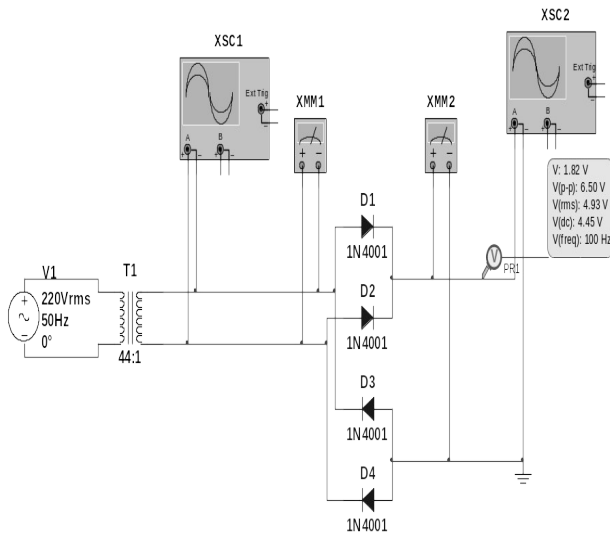 XSC2
XSC1
Ext Trig
+
−
A
B
+ −
+ −
XMM1
+ −
XMM2
+ −
Ext Trig
+
−
A
B
+ −
+ −
V: 1.82 V
V(p-p): 6.50 V
V(rms): 4.93 V
V(dc): 4.45 V
V(freq): 100 Hz
D1
1N4001
V
PR1
V1
220Vrms
50Hz
0°
+
−
T1
44:1
D2
1N4001
D3
1N4001
D4
1N4001